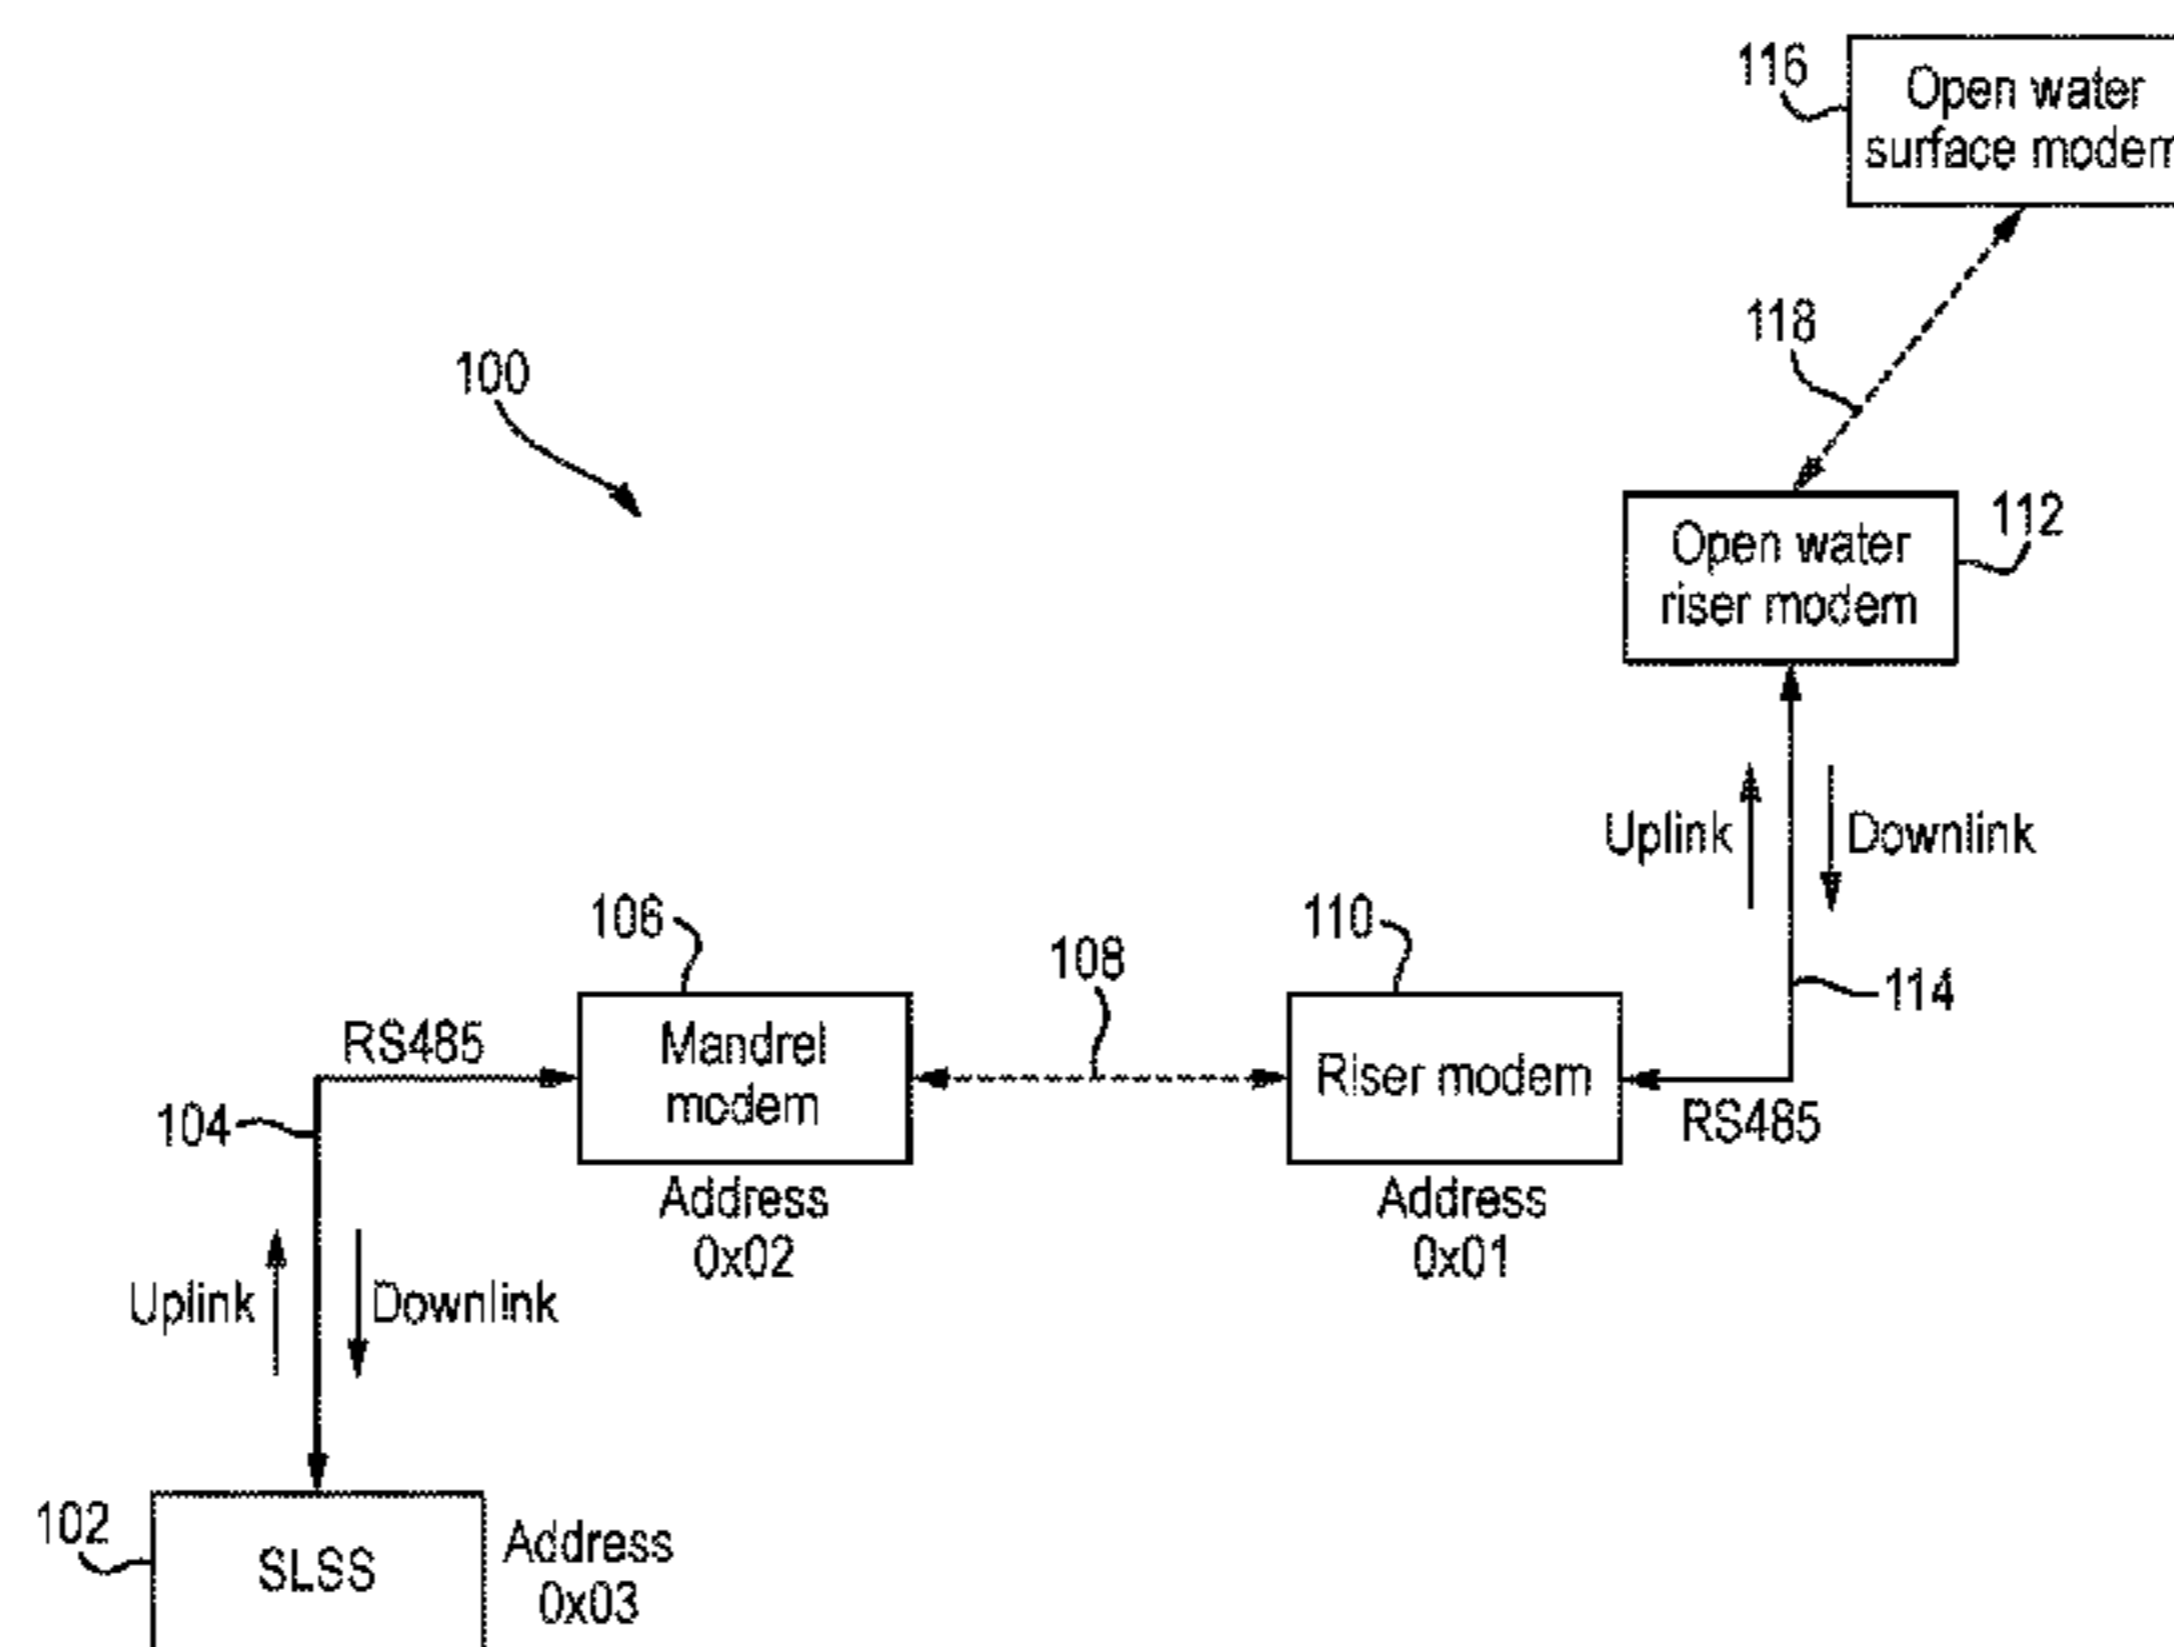 116
Open water
surface modem
118
100
112
Open water
riser modem
Uplink
Downlink
106
108
110
114
RS485
Mandrel
modem
Riser modem
RS485
104
Address
0x02
Address
0x01
Uplink
Downlink
102
SLSS
Address
0x03